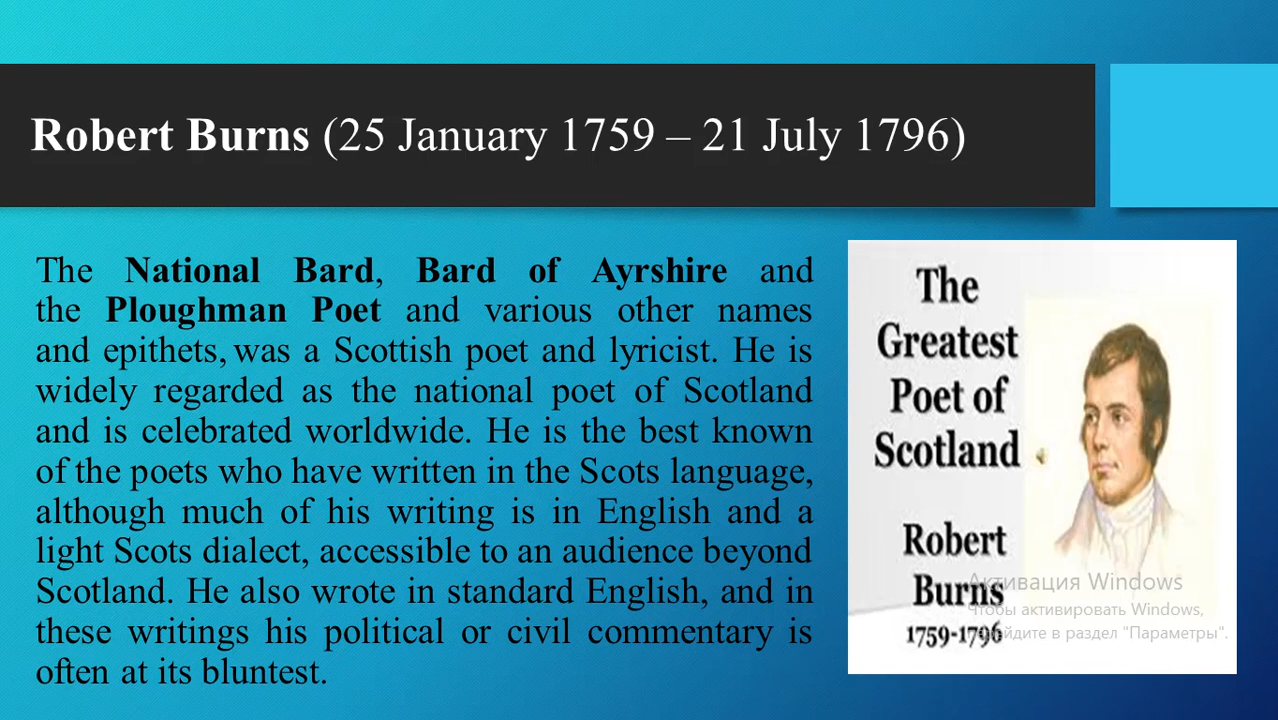 Robert Burns (25 January 1759 – 21 July 1796)
The National Bard, Bard of Ayrshire and
the Ploughman Poet and various other names
and epithets, was a Scottish poet and lyricist. He is
widely regarded as the national poet of Scotland
and is celebrated worldwide. He is the best known
of the poets who have written in the Scots language,
although much of his writing is in English and a
light Scots dialect, accessible to an audience beyond
Scotland. He also wrote in standard English, and in
these writings his political or civil commentary is
often at its bluntest.
The
Greatest
Poet of
Scotland
Robert
Burns
1759-1796
Активация Windows
Чтобы активировать Windows,
перейдите в раздел "Параметры".